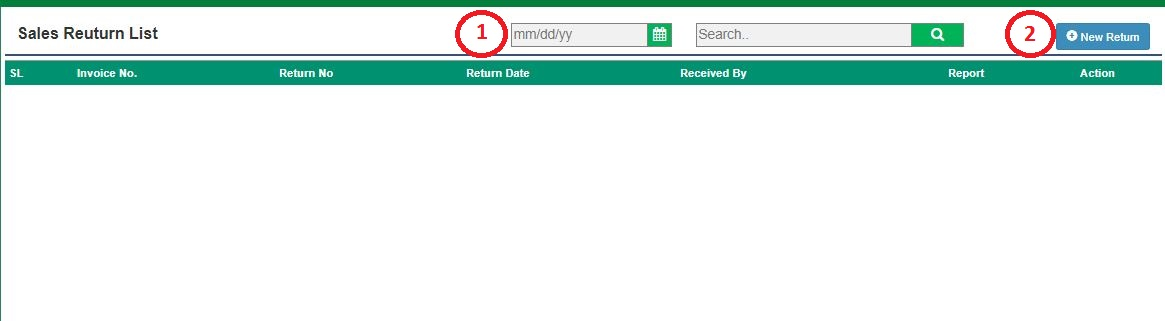 Sales Reuturn List 1 mm/dd/yy Search.. 2 New Return
SL Invoice No. Return No Return Date Received By Report Action